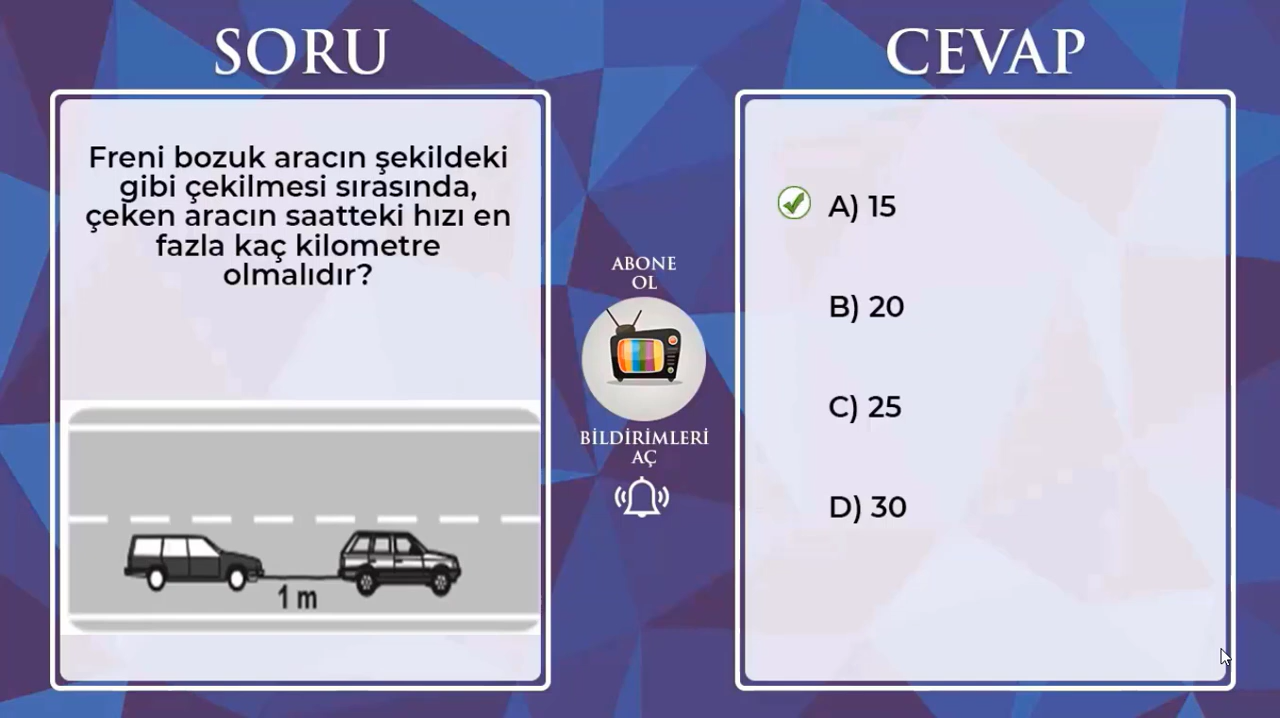 SORU
Freni bozuk aracın şekildeki
gibi çekilmesi sırasında,
çeken aracın saatteki hızı en
fazla kaç kilometre
olmalıdır?
1 m
ABONE
OL
BİLDİRİMLERİ
AÇ
CEVAP
A) 15
B) 20
C) 25
D) 30